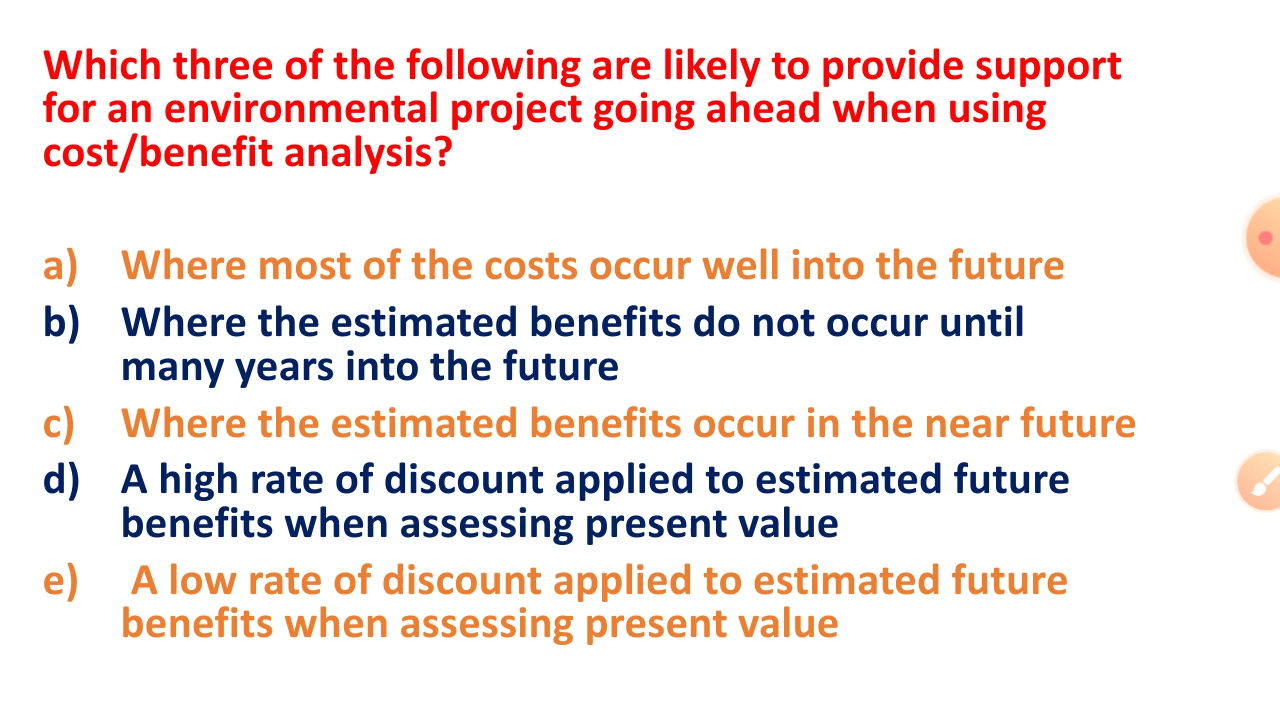 Which three of the following are likely to provide support
for an environmental project going ahead when using
cost/benefit analysis?
a) Where most of the costs occur well into the future
b) Where the estimated benefits do not occur until
many years into the future
c) Where the estimated benefits occur in the near future
d) A high rate of discount applied to estimated future
benefits when assessing present value
e) A low rate of discount applied to estimated future
benefits when assessing present value